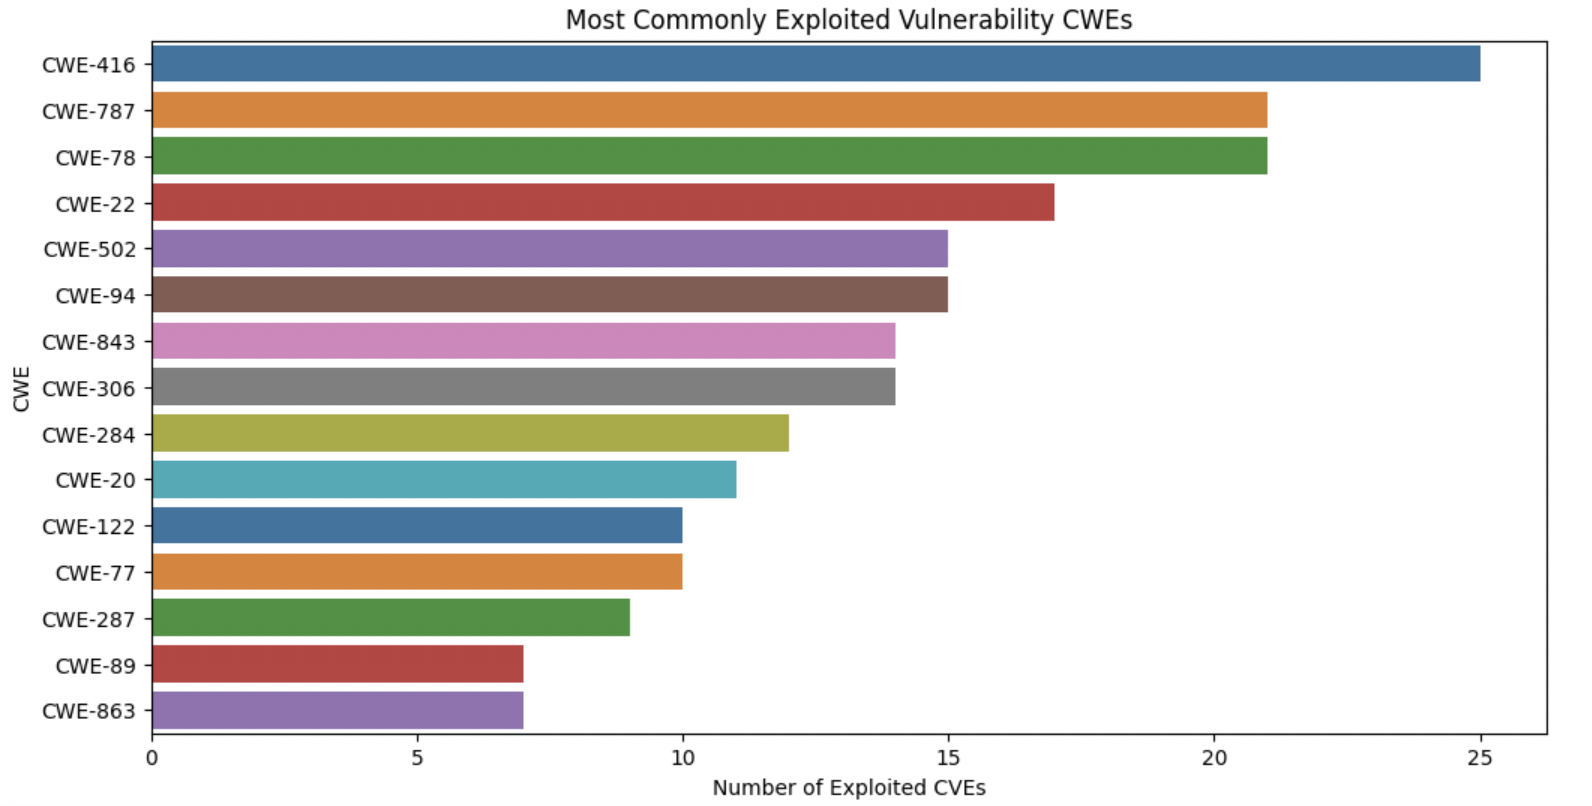 Most Commonly Exploited Vulnerability CWEs
CWE
CWE-416
CWE-787
CWE-78
CWE-22
CWE-502
CWE-94
CWE-843
CWE-306
CWE-284
CWE-20
CWE-122
CWE-77
CWE-287
CWE-89
CWE-863
0 5 10 15 20 25
Number of Exploited CVEs